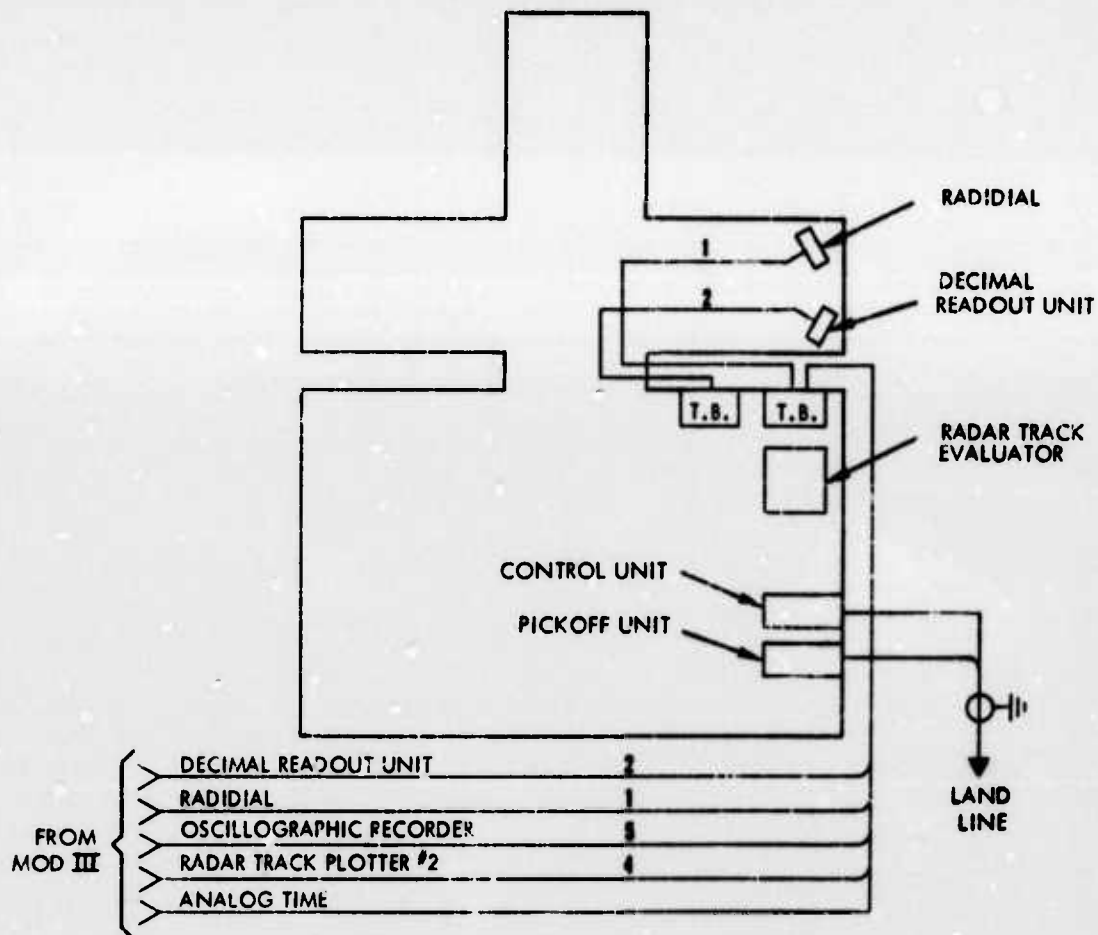 RADIDIAL
1
DECIMAL
READOUT UNIT
2
T.B. T.B.
RADAR TRACK
EVALUATOR
CONTROL UNIT
PICKOFF UNIT
DECIMAL READOUT UNIT 2
RADIDIAL 1
OSCILLOGRAPHIC RECORDER 5
RADAR TRACK PLOTTER #2 4
ANALOG TIME
FROM
MOD III
LAND
LINE